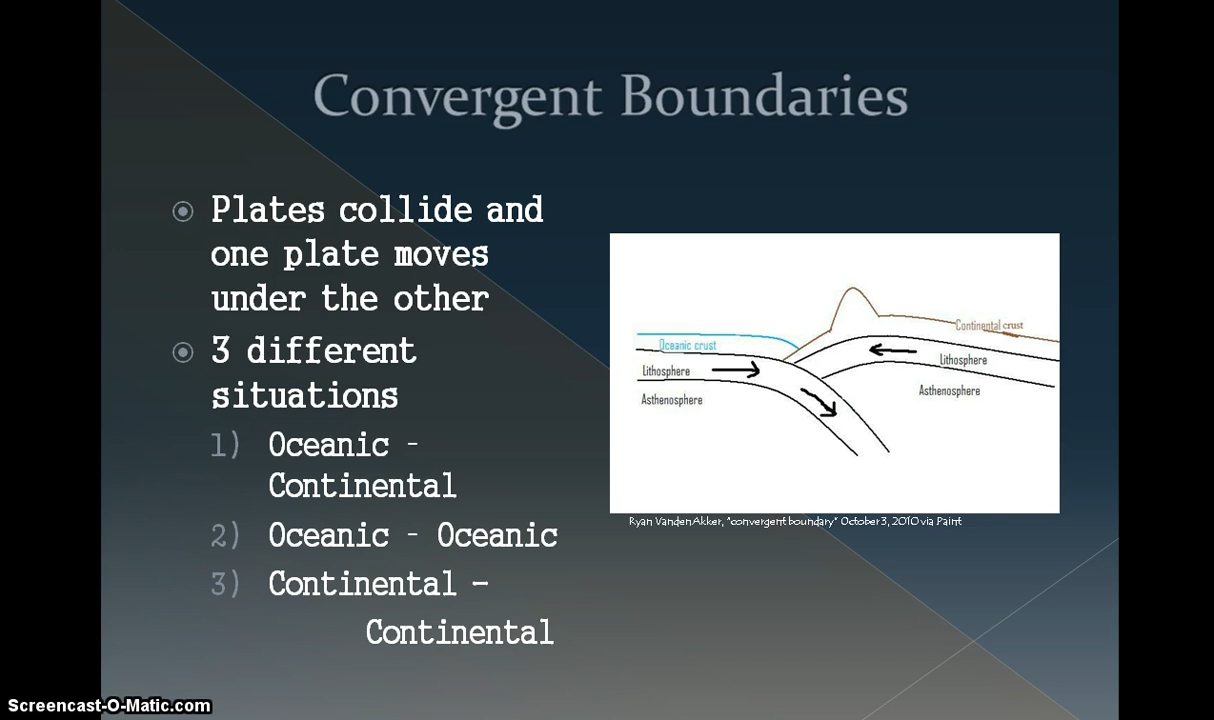 Convergent Boundaries
Plates collide and
one plate moves
under the other
3 different
situations
1) Oceanic -
Continental
2) Oceanic - Oceanic
3) Continental –
Continental
Continental crust
Oceanic crust
Lithosphere
Lithosphere
Asthenosphere
Asthenosphere
Ryan VandenAkker, "convergent boundary" October 3, 2010 via Paint
Screencast-O-Matic.com